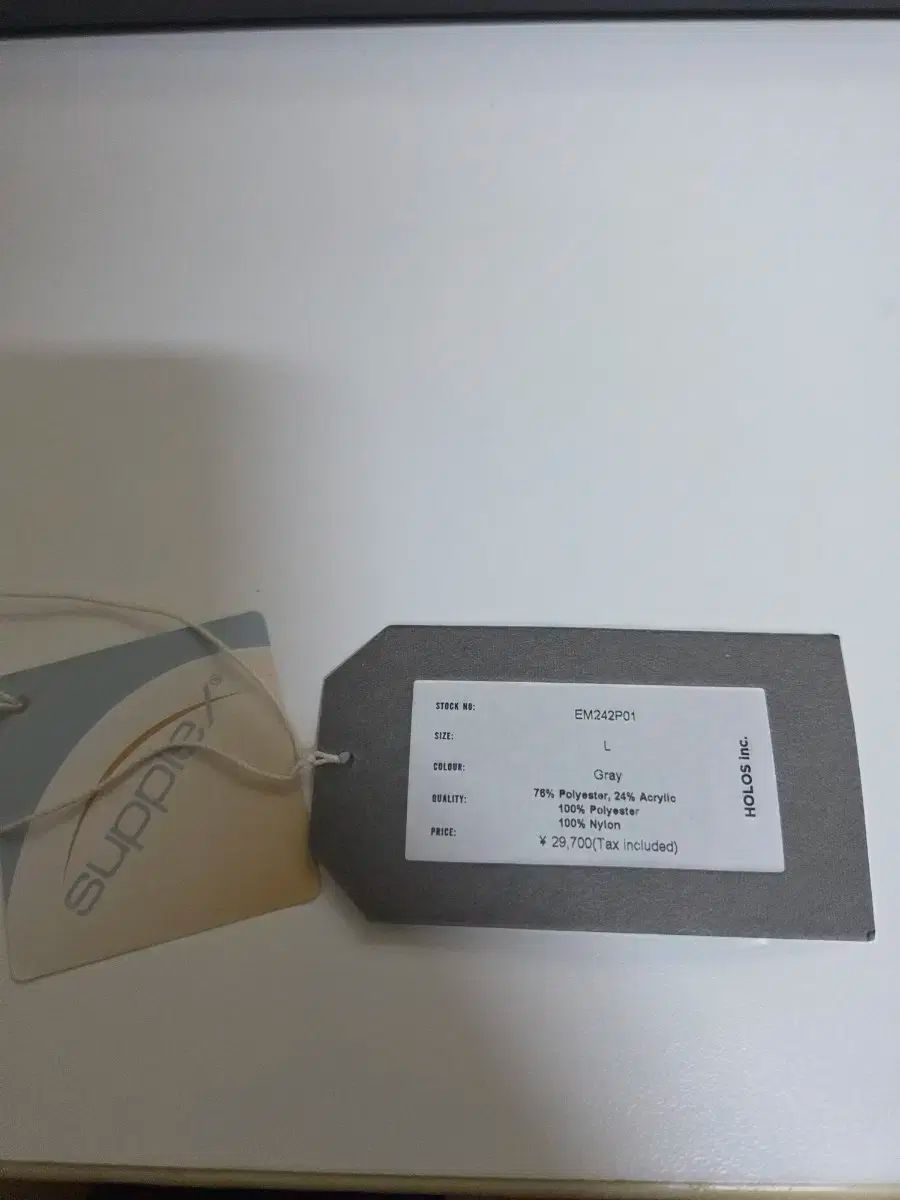 supplex®
STOCK NO: EM242P01
SIZE: L
COLOUR: Gray
QUALITY: 76% Polyester, 24% Acrylic
100% Polyester
100% Nylon
PRICE: ¥ 29,700(Tax included)
HOLOS inc.